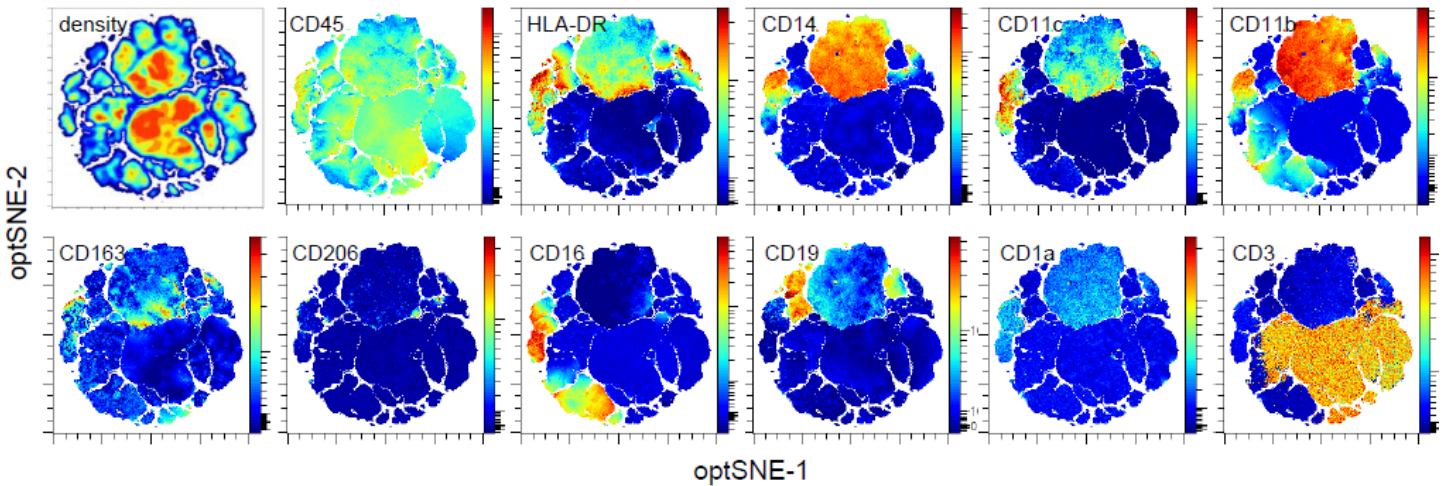 density
CD45
HLA-DR
CD14
CD11c
CD11b
optSNE-2
CD163
CD206
CD16
CD19
CD1a
CD3
optSNE-1